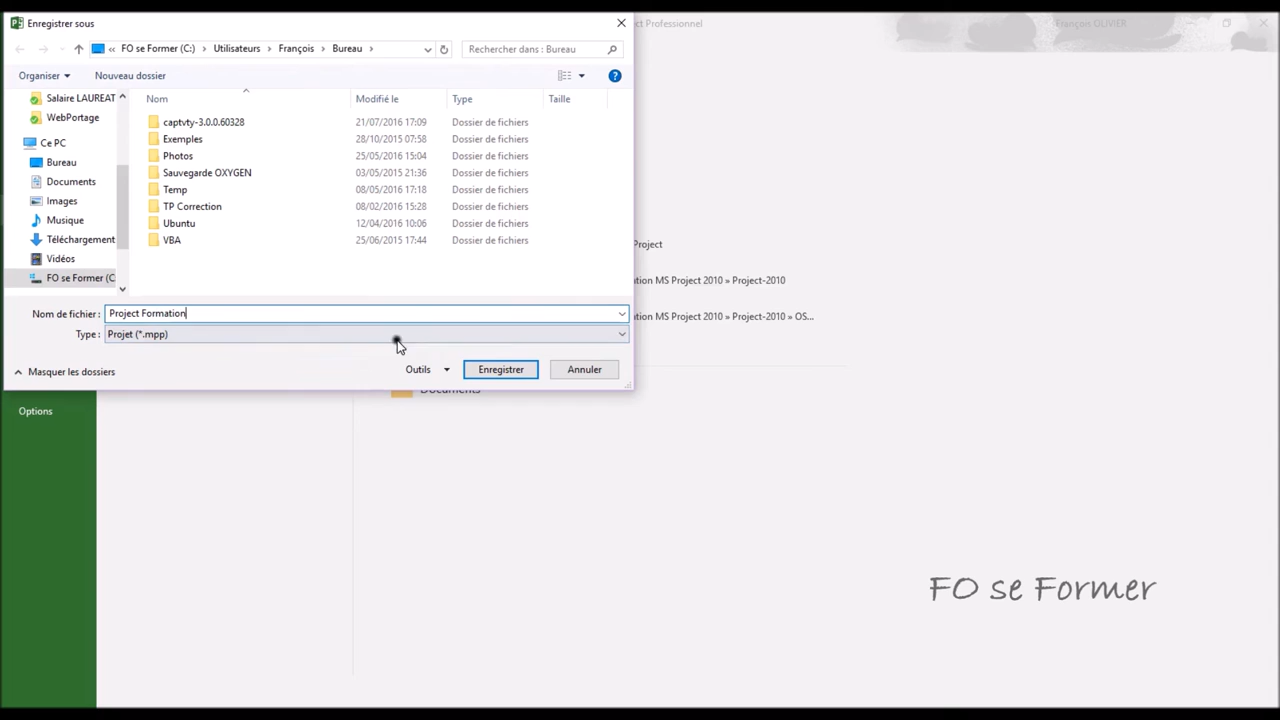 Enregistrer sous
oject Professionnel
François OLIVIER
« FO se Former (C:) > Utilisateurs > François > Bureau >
Rechercher dans : Bureau
Organiser
Nouveau dossier
Salaire LAUREAT
WebPortage
Ce PC
Bureau
Documents
Images
Musique
Téléchargement
Vidéos
FO se Former (C
Nom Modifié le Type Taille
captvty-3.0.0.60328 21/07/2016 17:09 Dossier de fichiers
Exemples 28/10/2015 07:58 Dossier de fichiers
Photos 25/05/2016 15:04 Dossier de fichiers
Sauvegarde OXYGEN 03/05/2015 21:36 Dossier de fichiers
Temp 08/05/2016 17:18 Dossier de fichiers
TP Correction 08/02/2016 15:28 Dossier de fichiers
Ubuntu 12/04/2016 10:06 Dossier de fichiers
VBA 25/06/2015 17:44 Dossier de fichiers
Project
tion MS Project 2010 » Project-2010
tion MS Project 2010 » Project-2010 » OS...
Nom de fichier : Project Formation
Type : Projet (*.mpp)
Masquer les dossiers
Outils
Enregistrer
Annuler
Documents
Options
FO se Former